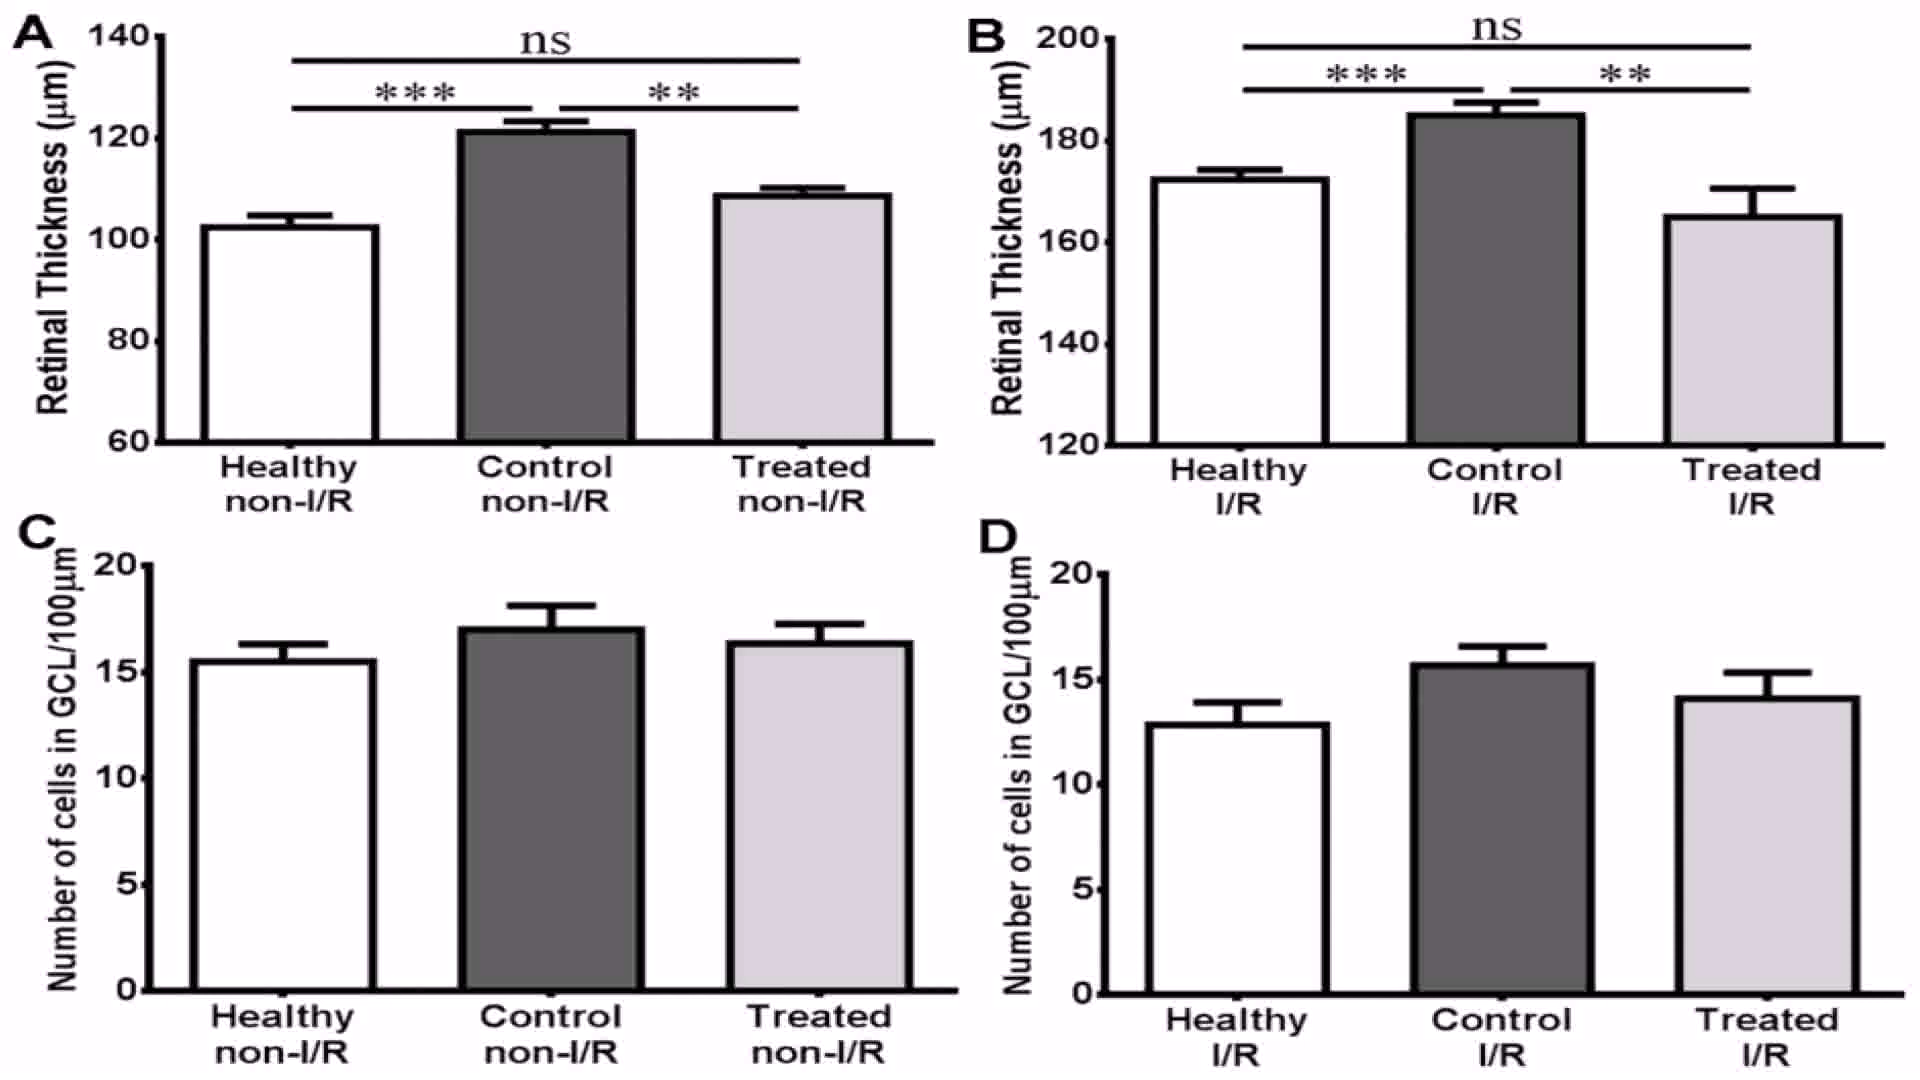 A
Retinal Thickness (μm)
140
120
100
80
60
ns
***
**
Healthy
non-I/R
Control
non-I/R
Treated
non-I/R
B
Retinal Thickness (μm)
200
180
160
140
120
ns
***
**
Healthy
I/R
Control
I/R
Treated
I/R
C
Number of cells in GCL/100μm
20
15
10
5
0
Healthy
non-I/R
Control
non-I/R
Treated
non-I/R
D
Number of cells in GCL/100μm
20
15
10
5
0
Healthy
I/R
Control
I/R
Treated
I/R